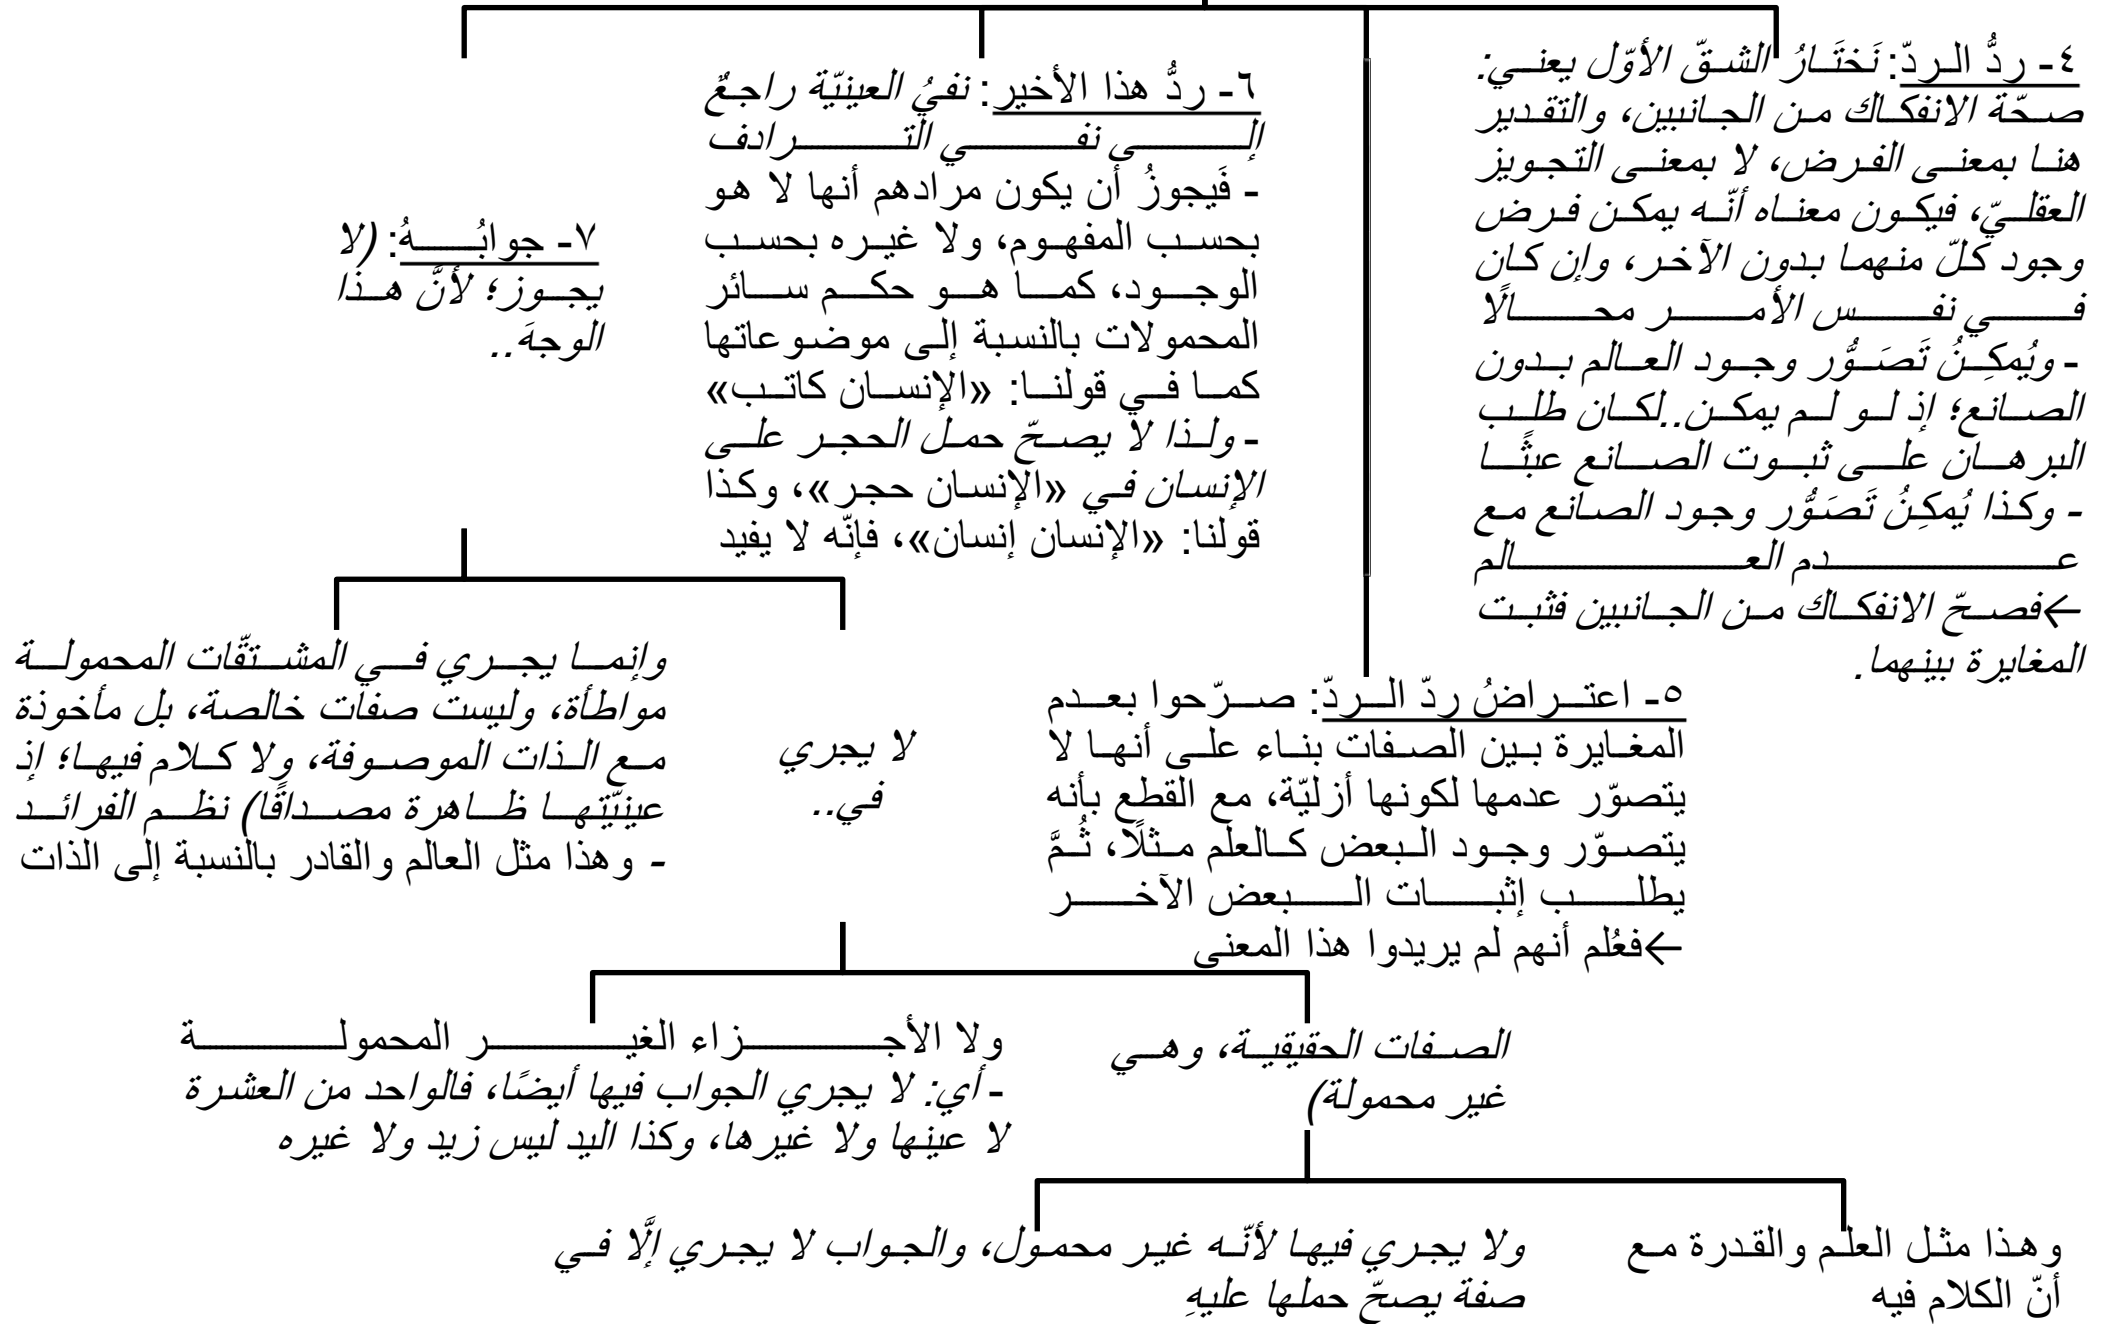 ٤- ردُّ الردّ: نَختَارُ الشقّ الأوّل يعني:
صحّة الانفكاك من الجانبين، والتقدير
هنا بمعنى الفرض، لا بمعنى التجويز
العقليّ، فيكون معناه أنّه يمكن فرض
وجود كلّ منهما بدون الآخر، وإن كان
في نفس الأمر محالًا
- ويُمكِنُ تَصَوُّر وجود العالم بدون
الصانع؛ إذ لو لم يمكن..لكان طلب
البرهان على ثبوت الصانع عبثًا
- وكذا يُمكِنُ تَصَوُّر وجود الصانع مع
عدم العالم
←فصحّ الانفكاك من الجانبين فثبت
المغايرة بينهما.
٥- اعتراضُ ردّ الردّ: صرّحوا بعدم
المغايرة بين الصفات بناء على أنها لا
يتصوّر عدمها لكونها أزليّة، مع القطع بأنه
يتصوّر وجود البعض كالعلم مثلًا، ثُمَّ
يطلب إثبات البعض الآخر
←فعُلم أنهم لم يريدوا هذا المعنى
٦- ردُّ هذا الأخير: نفيُ العينيّة راجعٌ
إلى نفي الترادف
- فَيجوزُ أن يكون مرادهم أنها لا هو
بحسب المفهوم، ولا غيره بحسب
الوجود، كما هو حكم سائر
المحمولات بالنسبة إلى موضوعاتها
كما في قولنا: «الإنسان كاتب»
- ولذا لا يصحّ حمل الحجر على
الإنسان في «الإنسان حجر»، وكذا
قولنا: «الإنسان إنسان»، فإنّه لا يفيد
٧- جوابُهُ: (لا
يجوز؛ لأنَّ هذا
الوجهَ..
لا يجري
في..
وإنما يجري في المشتقّات المحمولة
مواطأة، وليست صفات خالصة، بل مأخوذة
مع الذات الموصوفة، ولا كلام فيها؛ إذ
عينيّتها ظاهرة مصداقًا) نظم الفرائد
- وهذا مثل العالم والقادر بالنسبة إلى الذات
الصفات الحقيقية، وهي
غير محمولة)
ولا الأجزاء الغير المحمولة
- أي: لا يجري الجواب فيها أيضًا، فالواحد من العشرة
لا عينها ولا غيرها، وكذا اليد ليس زيد ولا غيره
وهذا مثل العلم والقدرة مع
أنّ الكلام فيه
ولا يجري فيها لأنّه غير محمول، والجواب لا يجري إلَّا في
صفة يصحّ حملها عليهِ